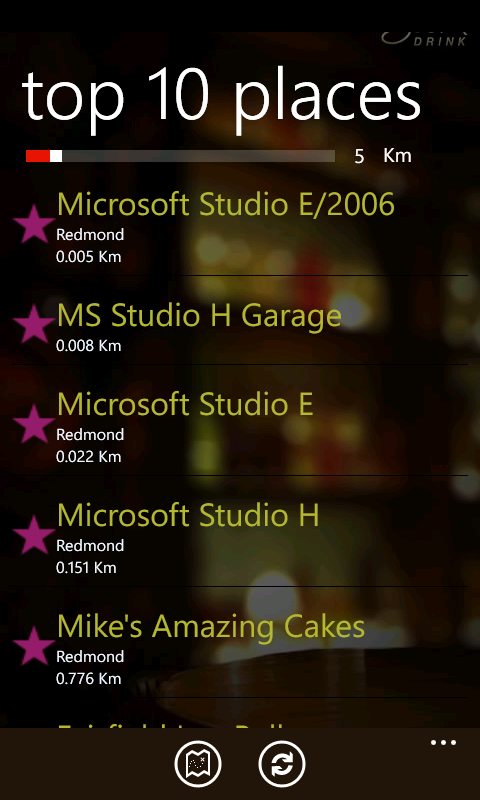 DRINK
top 10 places
5 Km
Microsoft Studio E/2006
Redmond
0.005 Km
MS Studio H Garage
0.008 Km
Microsoft Studio E
Redmond
0.022 Km
Microsoft Studio H
Redmond
0.151 Km
Mike's Amazing Cakes
Redmond
0.776 Km